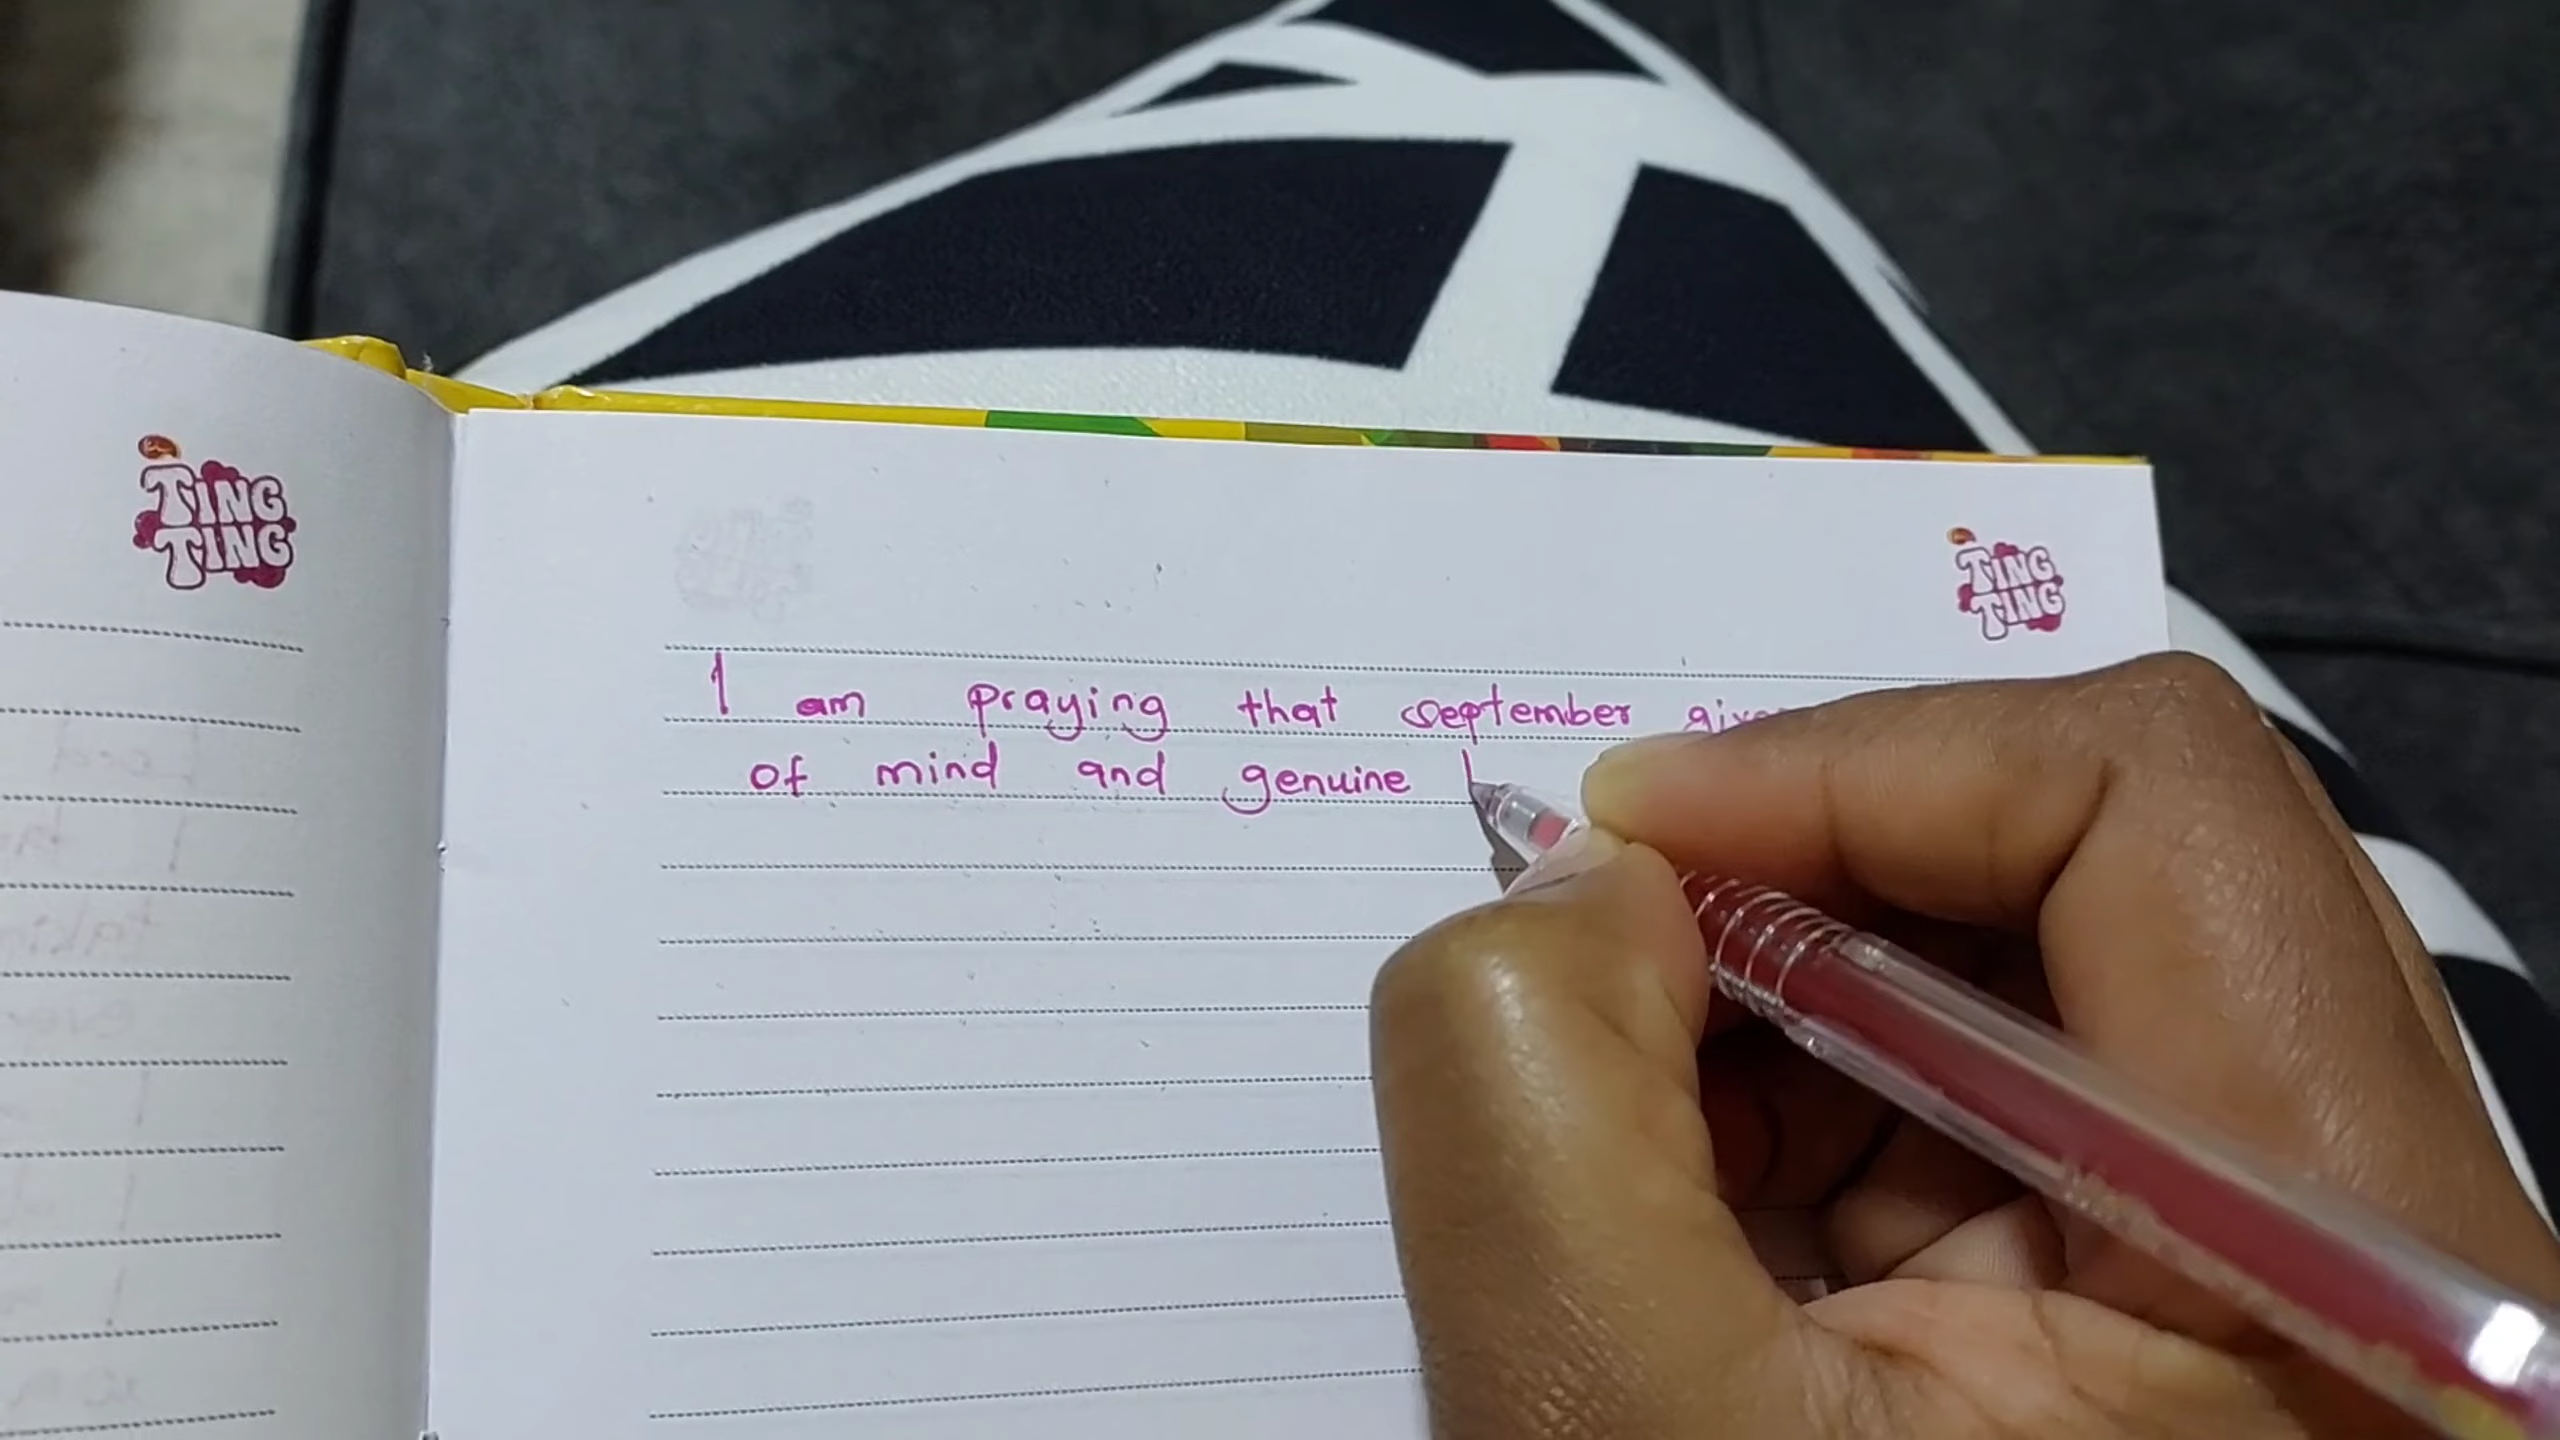 TING
TING
TING
TING
I am praying that september
of mind and genuine